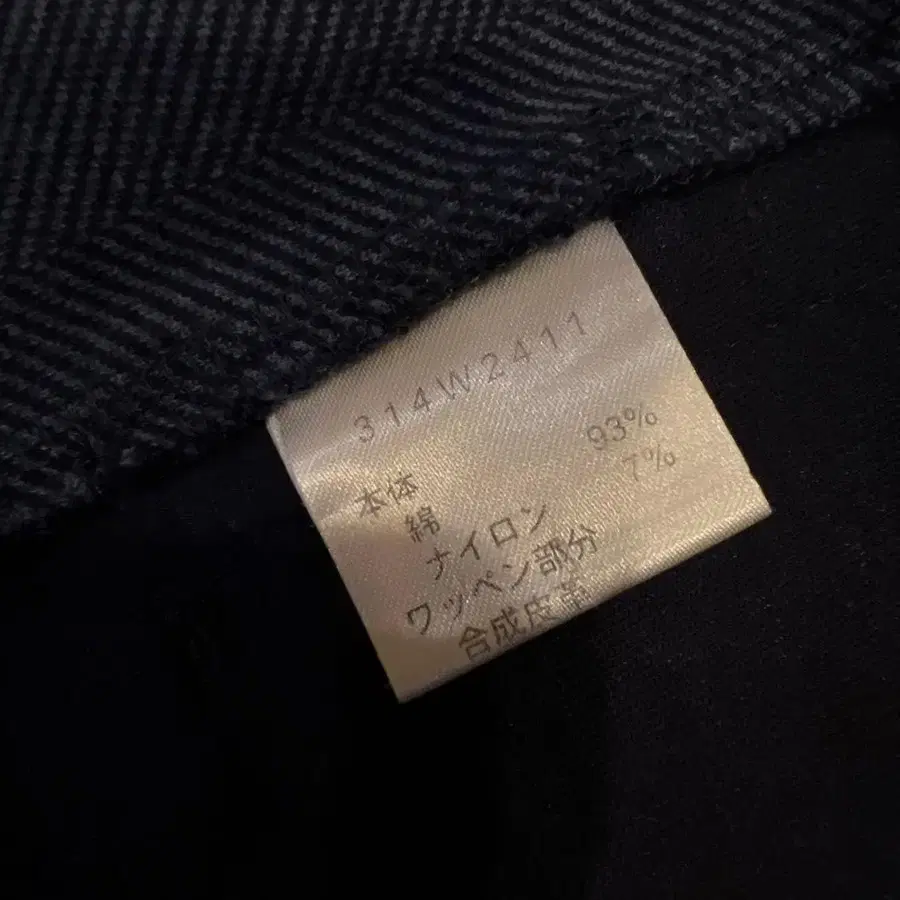 314W2411
本体
綿 93%
ナイロン 7%
ワッペン部分
合成皮革